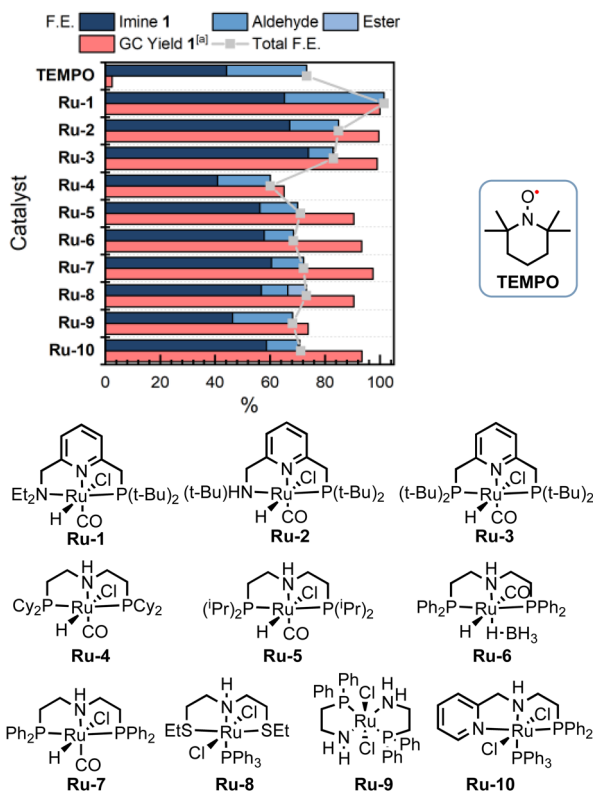 F.E. Imine 1 Aldehyde Ester
GC Yield 1[a] Total F.E.
TEMPO
Ru-1
Ru-2
Ru-3
Ru-4
Ru-5
Ru-6
Ru-7
Ru-8
Ru-9
Ru-10
Catalyst
0 20 40 60 80 100
%
O•
N
TEMPO
N Cl
Et2N Ru P(t-Bu)2
H CO
Ru-1
N Cl
(t-Bu)HN Ru P(t-Bu)2
H CO
Ru-2
N Cl
(t-Bu)2P Ru P(t-Bu)2
H CO
Ru-3
H
N Cl
Cy2P Ru PCy2
H CO
Ru-4
H
N Cl
(iPr)2P Ru P(iPr)2
H CO
Ru-5
H
N CO
Ph2P Ru PPh2
H H-BH3
Ru-6
H
N Cl
Ph2P Ru PPh2
H CO
Ru-7
H
N Cl
EtS Ru SEt
Cl PPh3
Ru-8
Ph Ph P Cl H N H
Ru
N H H Cl P Ph Ph
Ru-9
H
N Cl
N Ru PPh2
Cl PPh3
Ru-10